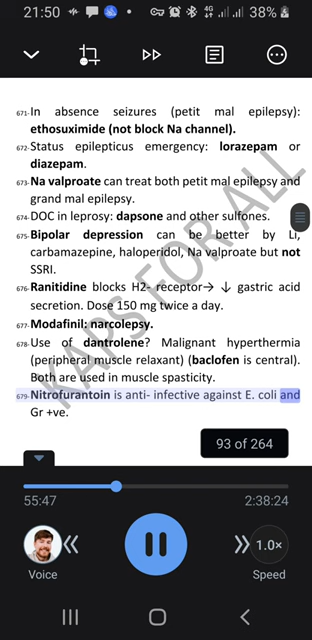 21:50 4G 38%
671- In absence seizures (petit mal epilepsy):
ethosuximide (not block Na channel).
672- Status epilepticus emergency: lorazepam or
diazepam.
673- Na valproate can treat both petit mal epilepsy and
grand mal epilepsy.
674- DOC in leprosy: dapsone and other sulfones.
675- Bipolar depression can be better by Li,
carbamazepine, haloperidol, Na valproate but not
SSRI.
676- Ranitidine blocks H2- receptor→ ↓ gastric acid
secretion. Dose 150 mg twice a day.
677- Modafinil: narcolepsy.
678- Use of dantrolene? Malignant hyperthermia
(peripheral muscle relaxant) (baclofen is central).
Both are used in muscle spasticity.
679- Nitrofurantoin is anti- infective against E. coli and
Gr +ve.
KAPS FOR ALL
93 of 264
55:47 2:38:24
1.0×
Voice Speed